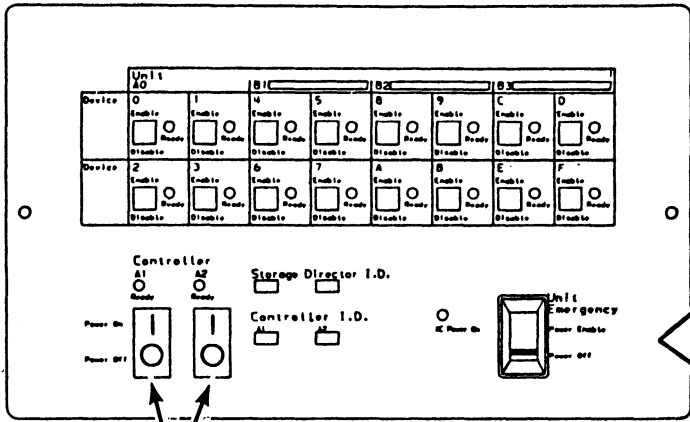 Unit
A0 B1 B2 B3
Device 0 1 4 5 8 9 C D
Enable Enable Enable Enable Enable Enable Enable Enable
Ready Ready Ready Ready Ready Ready Ready Ready
Disable Disable Disable Disable Disable Disable Disable Disable
Device 2 3 6 7 A B E F
Enable Enable Enable Enable Enable Enable Enable Enable
Ready Ready Ready Ready Ready Ready Ready Ready
Disable Disable Disable Disable Disable Disable Disable Disable
Controller
A1 A2
Ready Ready
Storage Director I.D.
Controller I.D.
A1 A2
Power On
Power Off
AC Power On
Unit
Emergency
Power Enable
Power Off